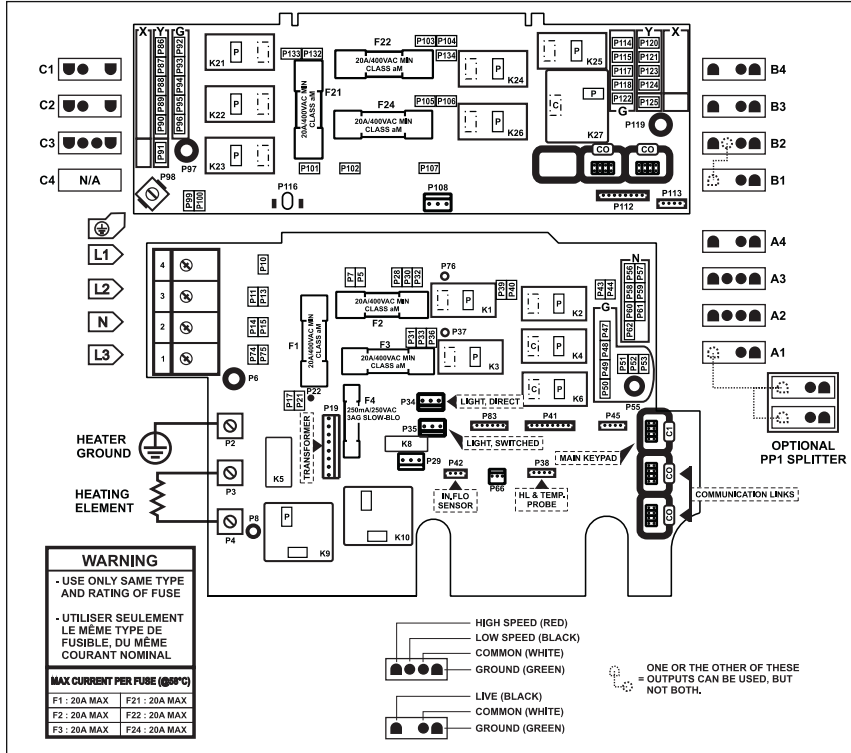 X Y G
P86 P92
P87 P93
P88 P94
P89 P95
P90 P96
P91
C1
C2
C3
C4 N/A
K21
K22
K23
P
P
P
P97
P98
P99
P100
P133 P132
F21
20A/400VAC MIN
CLASS aM
F22
20A/400VAC MIN
CLASS aM
F24
20A/400VAC MIN
CLASS aM
P103 P104
P134
P105 P106
P101
P102
P107
P116
P108
K24
K25
K26
K27
P
P
P
P
C
CO CO
P112
P113
Y X
P114 P120
P115 P121
P117 P123
P118 P124
P122 P125
G
P119
B4
B3
B2
B1
A4
A3
A2
A1
OPTIONAL
PP1 SPLITTER
L1
L2
N
L3
4
3
2
1
P10
P11 P13
P14 P15
P74 P75
P6
P7 P5
P28 P30 P32
P76
P39 P40
F1
20A/400VAC MIN
CLASS aM
F2
20A/400VAC MIN
CLASS aM
F3
20A/400VAC MIN
CLASS aM
P31 P33 P36
P37
K1
K2
K3
K4
K6
P
P
P
C
C
P43 P44
N
P56 P57
P58 P59
P60 P61
P62
G
P47
P48
P49
P50
P51 P52 P53
P55
P17 P21
P22
P19
TRANSFORMER
F4
250mA/250VAC
3AG SLOW-BLO
P34
LIGHT, DIRECT
P35
LIGHT, SWITCHED
K8
P29
P83
P41
P45
MAIN KEYPAD
P42
IN.FLO
SENSOR
P66
P38
HL & TEMP.
PROBE
C1
CO
CO
COMMUNICATION LINKS
HEATER
GROUND
P2
HEATING
ELEMENT
P3
P4
P8
K5
P
K9
K10
WARNING
- USE ONLY SAME TYPE
AND RATING OF FUSE
- UTILISER SEULEMENT
LE MÊME TYPE DE
FUSIBLE, DU MÊME
COURANT NOMINAL
MAX CURRENT PER FUSE (@58°C)
F1 : 20A MAX F21 : 20A MAX
F2 : 20A MAX F22 : 20A MAX
F3 : 20A MAX F24 : 20A MAX
HIGH SPEED (RED)
LOW SPEED (BLACK)
COMMON (WHITE)
GROUND (GREEN)
LIVE (BLACK)
COMMON (WHITE)
GROUND (GREEN)
= ONE OR THE OTHER OF THESE
OUTPUTS CAN BE USED, BUT
NOT BOTH.